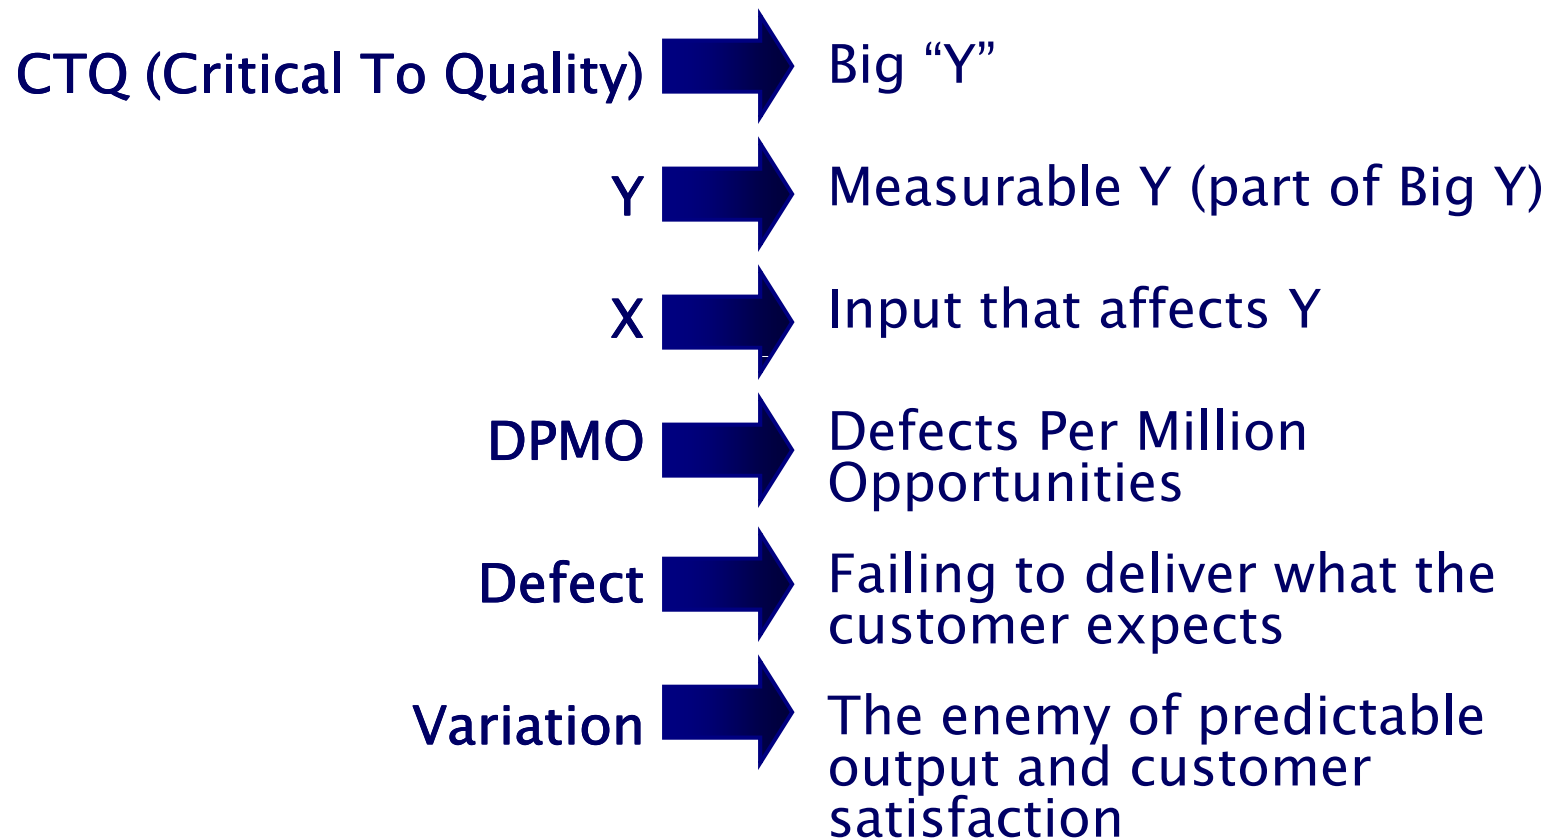 CTQ (Critical To Quality)
Big “Y”
Y
Measurable Y (part of Big Y)
X
Input that affects Y
DPMO
Defects Per Million
Opportunities
Defect
Failing to deliver what the
customer expects
Variation
The enemy of predictable
output and customer
satisfaction